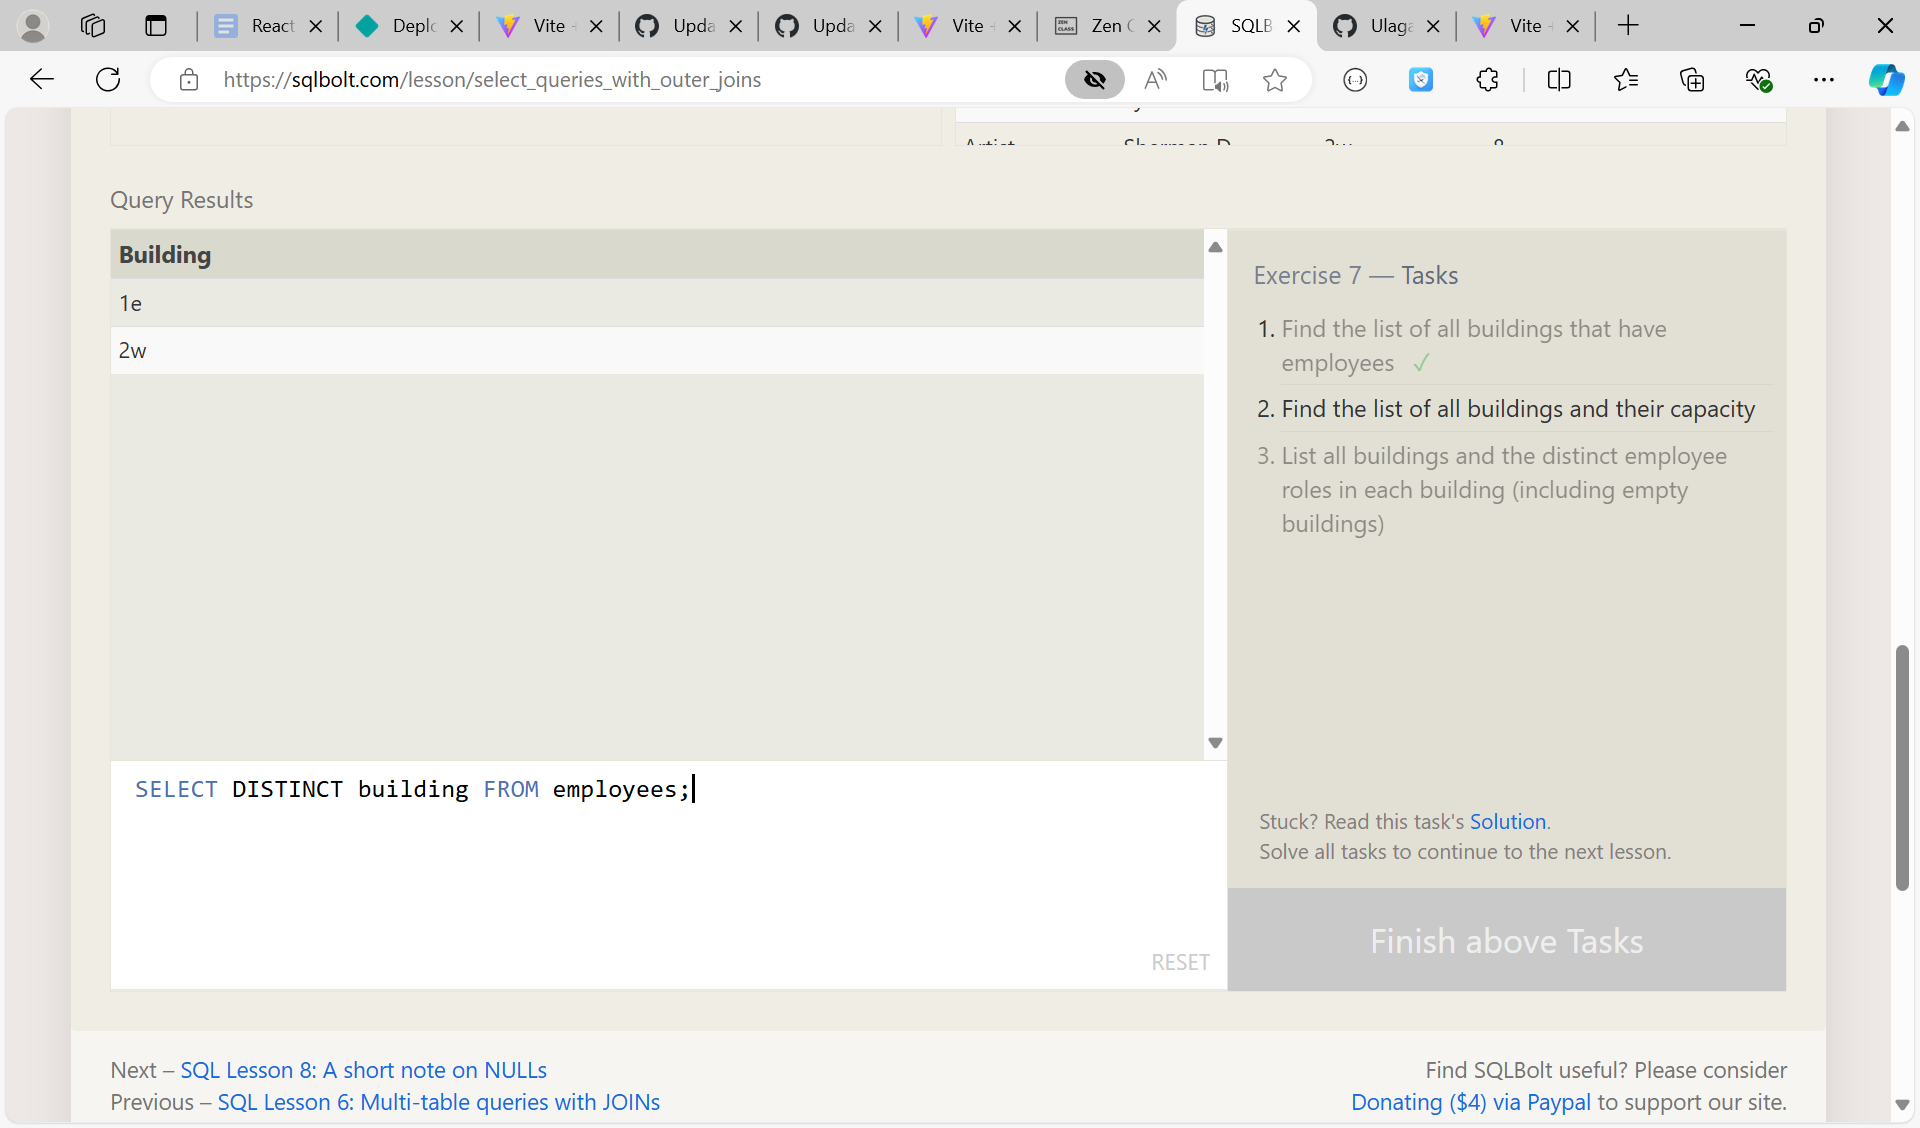 React
Deplo
Vite
Upda
Upda
Vite
Zen C
SQLB
Ulaga
Vite
https://sqlbolt.com/lesson/select_queries_with_outer_joins
Query Results
Building
1e
2w
SELECT DISTINCT building FROM employees;
RESET
Exercise 7 — Tasks
1. Find the list of all buildings that have
employees ✓
2. Find the list of all buildings and their capacity
3. List all buildings and the distinct employee
roles in each building (including empty
buildings)
Stuck? Read this task's Solution.
Solve all tasks to continue to the next lesson.
Finish above Tasks
Next – SQL Lesson 8: A short note on NULLs
Previous – SQL Lesson 6: Multi-table queries with JOINs
Find SQLBolt useful? Please consider
Donating ($4) via Paypal to support our site.